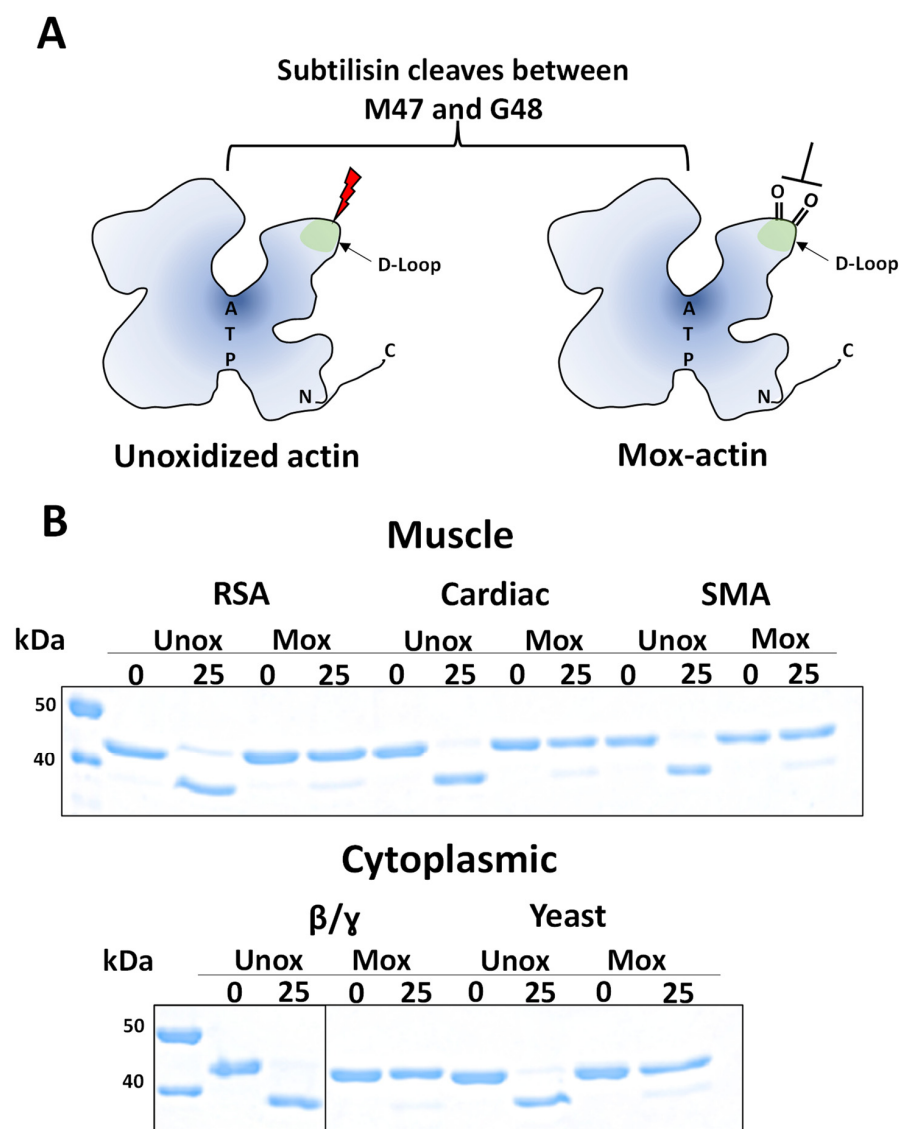 A
Subtilisin cleaves between
M47 and G48
O O
D-Loop D-Loop
A A
T T
P P
C C
N N
Unoxidized actin Mox-actin
B
Muscle
RSA Cardiac SMA
kDa Unox Mox Unox Mox Unox Mox
0 25 0 25 0 25 0 25 0 25 0 25
50
40
Cytoplasmic
β/ɣ Yeast
kDa Unox Mox Unox Mox
0 25 0 25 0 25 0 25
50
40